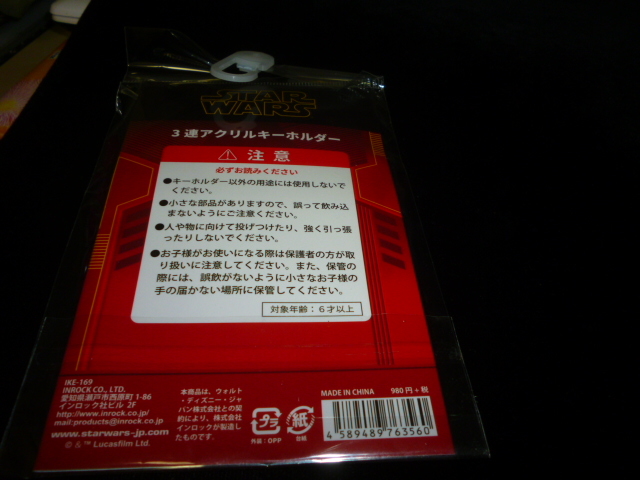 STAR
WARS
3連アクリルキーホルダー
⚠ 注意
必ずお読みください
●キーホルダー以外の用途には使用しないで
ください。
●小さな部品がありますので、誤って飲み込
まないようにご注意ください。
●人や物に向けて投げつけたり、強く引っ張
ったりしないでください。
●お子様がお使いになる際は保護者の方が取
り扱いに注意してください。また、保管の
際には、誤飲がないように小さなお子様の
手の届かない場所に保管してください。
対象年齢:6才以上
IKE-169
INROCK CO., LTD.
愛知県瀬戸市西原町 1-86
インロック社ビル 2F
http://www.inrock.co.jp/
mail:products@inrock.co.jp
www.starwars-jp.com
© & ™ Lucasfilm Ltd.
本商品は、ウォルト
・ディズニー・ジャ
パン株式会社との契
約により、株式会社
インロックが製造し
たものです。
プラ
外装:OPP
紙
台紙
MADE IN CHINA
980円+税
4 589489 763560